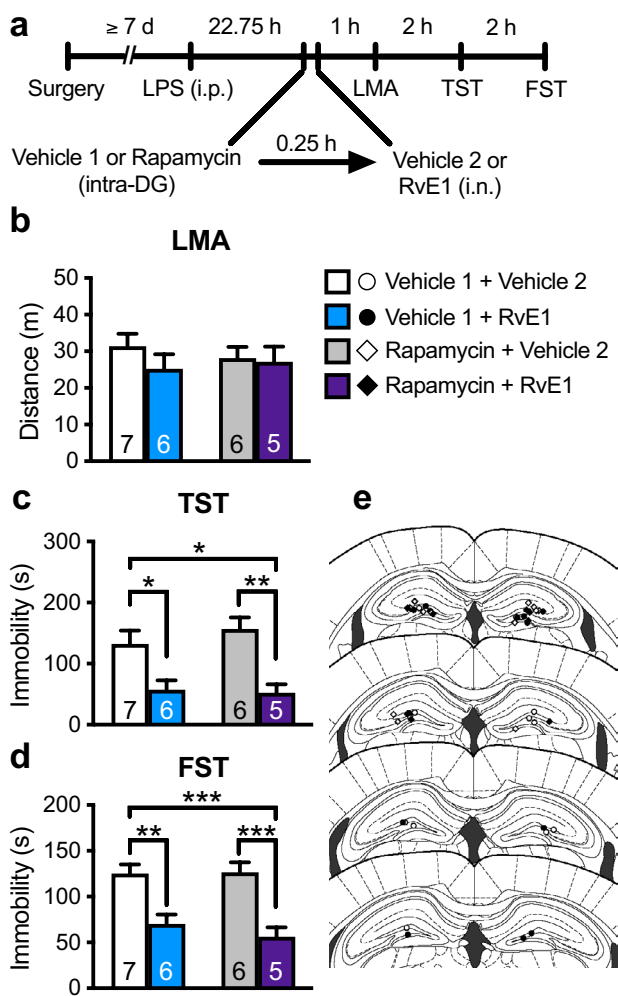 a
≥ 7 d
22.75 h
1 h
2 h
2 h
Surgery
LPS (i.p.)
LMA
TST
FST
Vehicle 1 or Rapamycin
(intra-DG)
0.25 h
Vehicle 2 or
RvE1 (i.n.)
b
LMA
Distance (m)
50
40
30
20
10
0
7
6
6
5
Vehicle 1 + Vehicle 2
Vehicle 1 + RvE1
Rapamycin + Vehicle 2
Rapamycin + RvE1
c
TST
Immobility (s)
300
200
100
0
*
*
**
7
6
6
5
d
FST
Immobility (s)
200
150
100
50
0
***
**
***
7
6
6
5
e